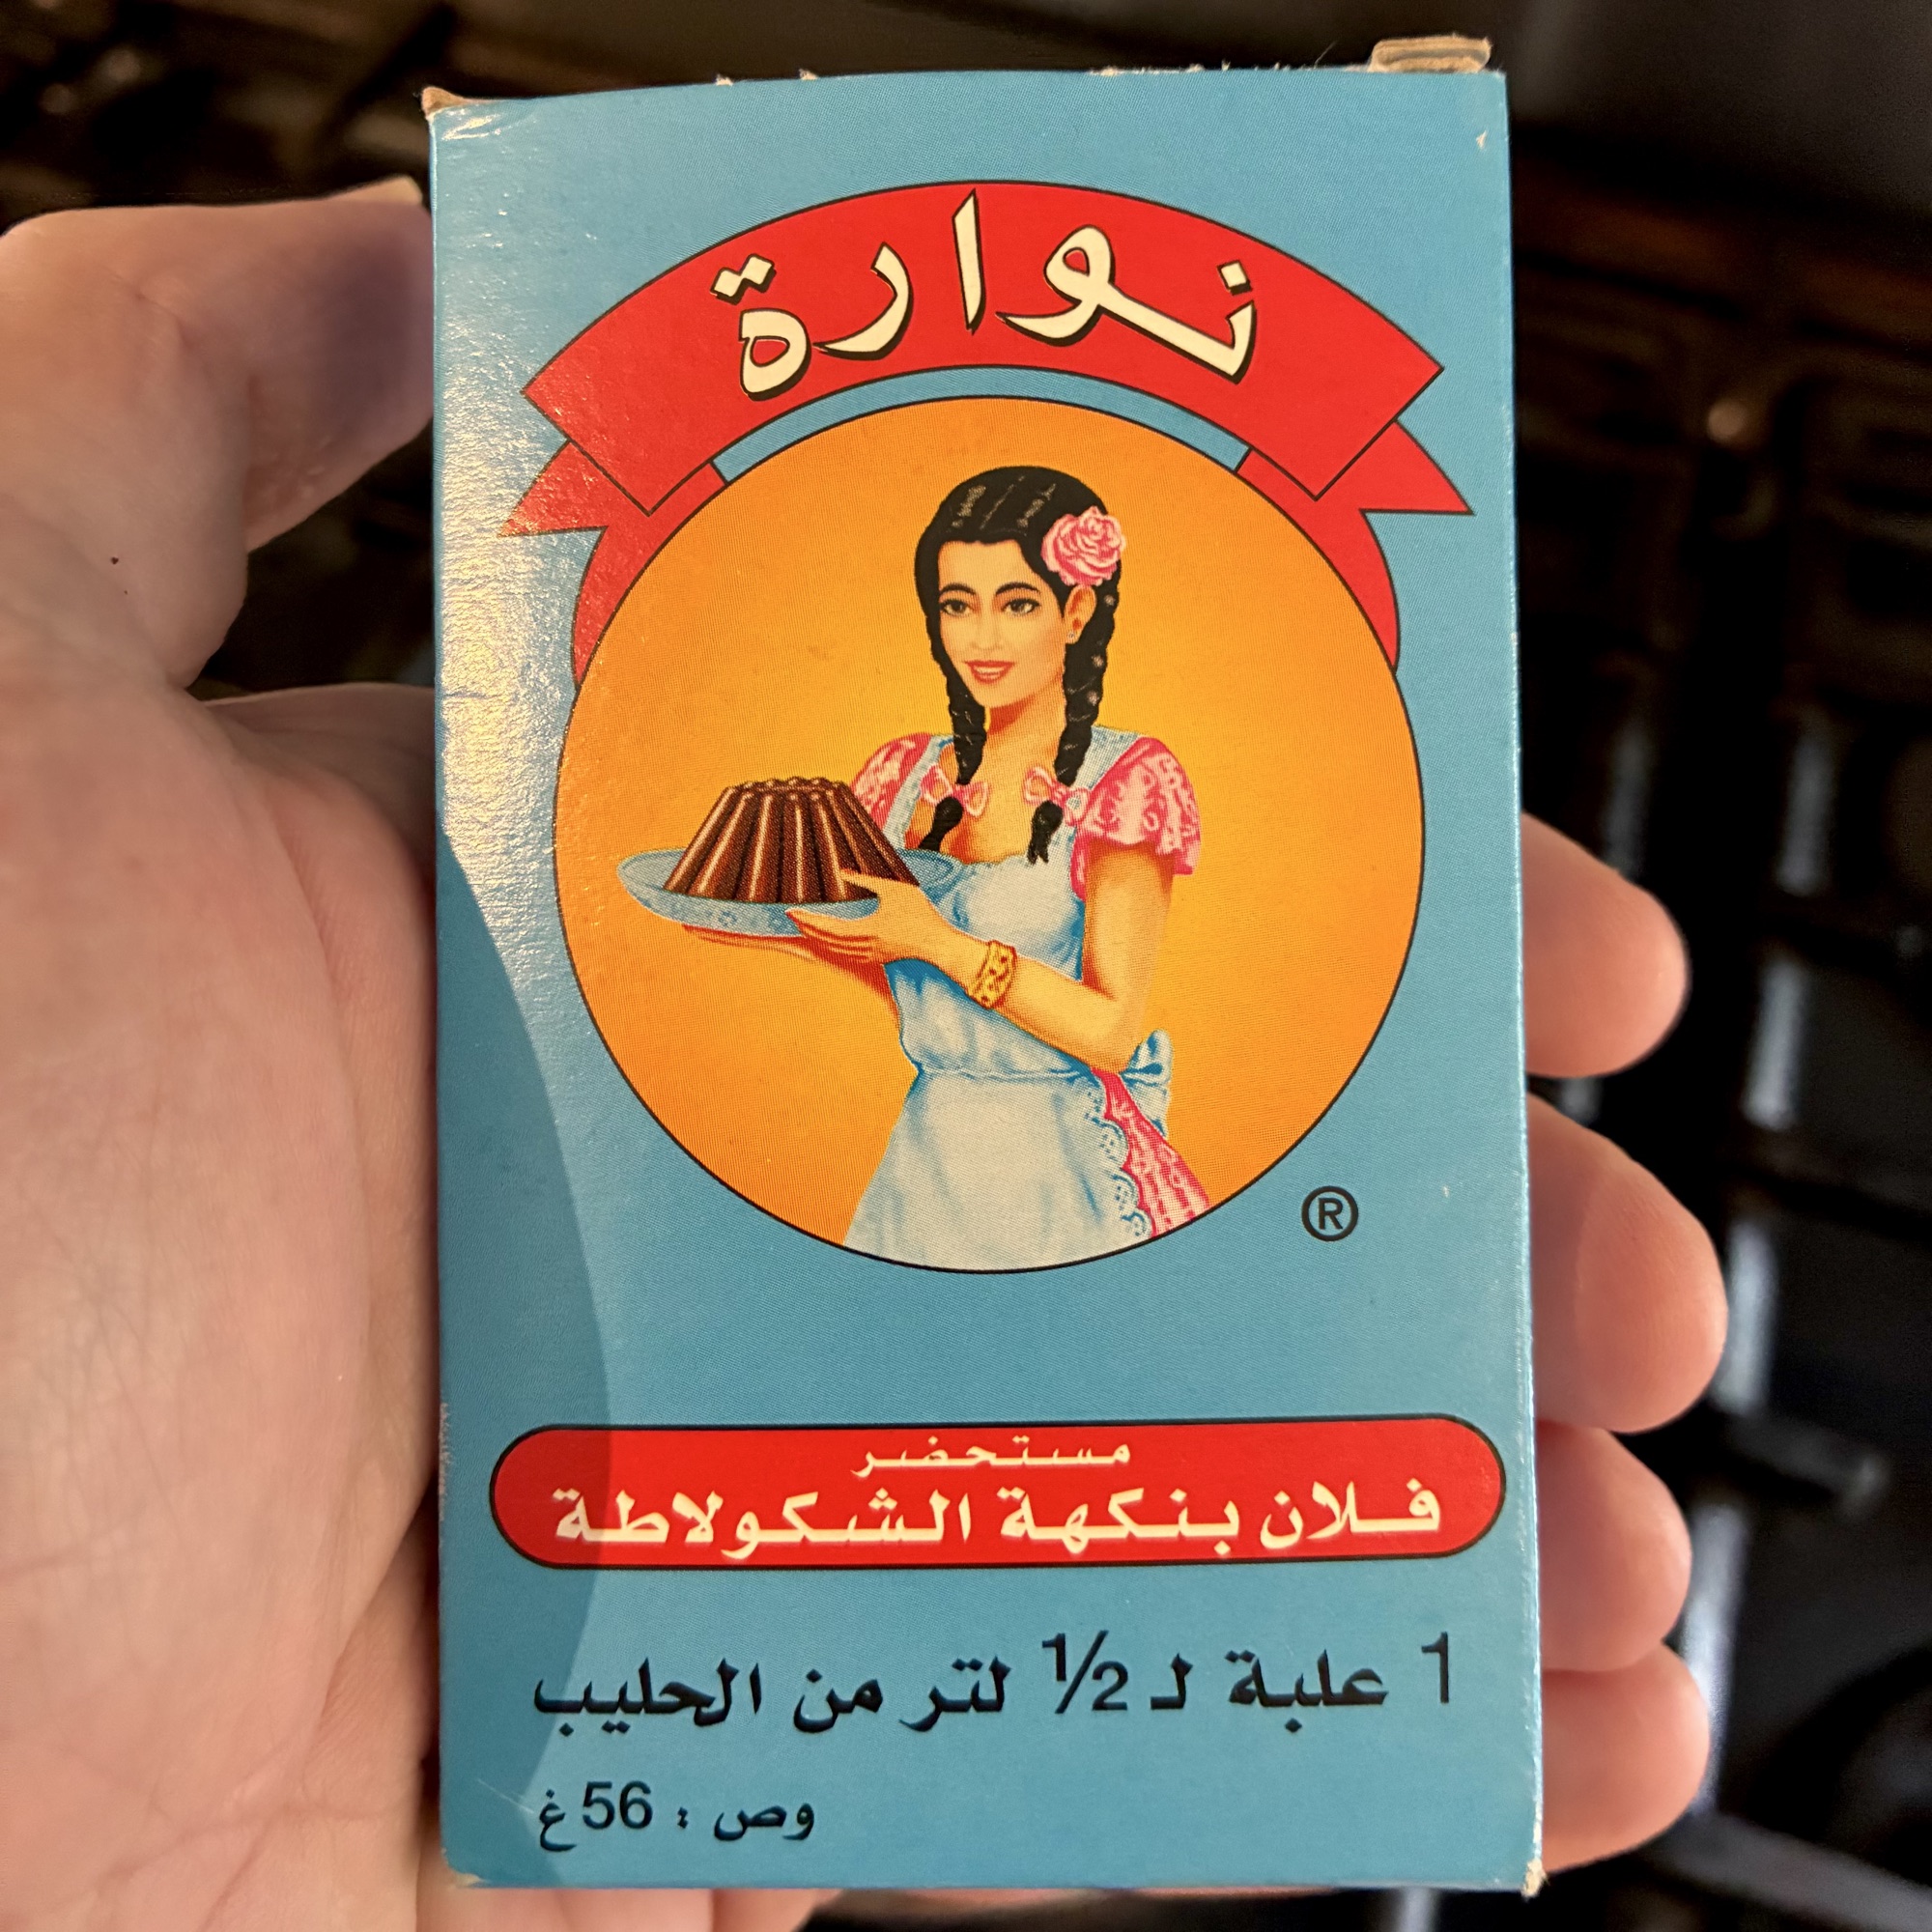 نوارة
®
مستحضر
فلان بنكهة الشكولاطة
1 علبة لـ ½ لتر من الحليب
وص : 56 غ